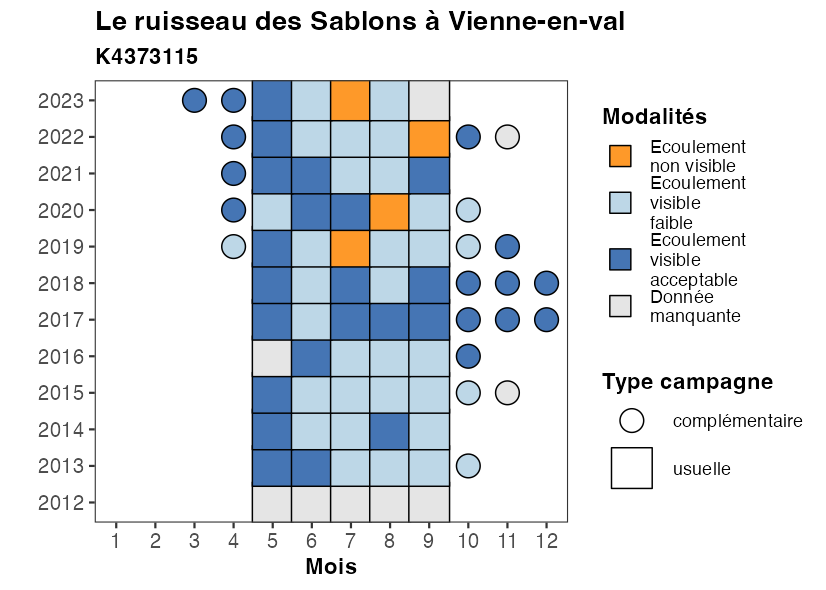 Le ruisseau des Sablons à Vienne-en-val
K4373115
2023
2022
2021
2020
2019
2018
2017
2016
2015
2014
2013
2012
1 2 3 4 5 6 7 8 9 10 11 12
Mois
Modalités
Ecoulement
non visible
Ecoulement
visible
faible
Ecoulement
visible
acceptable
Donnée
manquante
Type campagne
complémentaire
usuelle